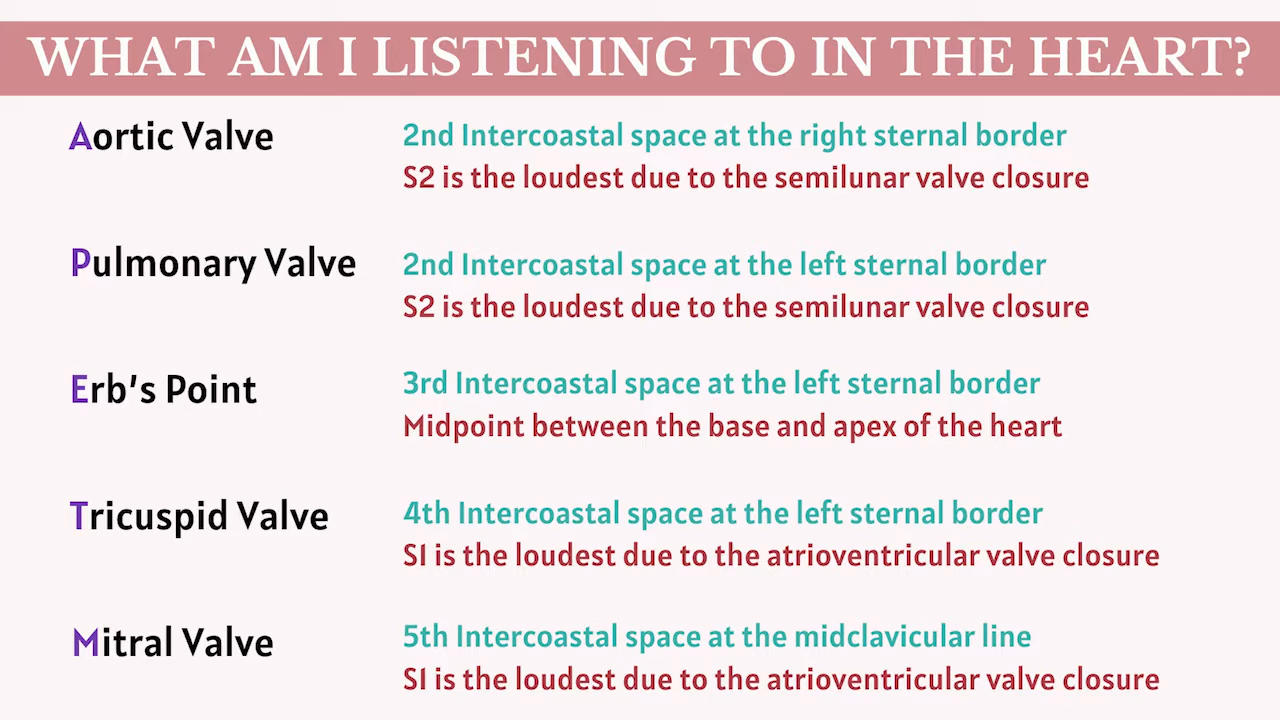 WHAT AM I LISTENING TO IN THE HEART?
Aortic Valve
2nd Intercoastal space at the right sternal border
S2 is the loudest due to the semilunar valve closure
Pulmonary Valve
2nd Intercoastal space at the left sternal border
S2 is the loudest due to the semilunar valve closure
Erb's Point
3rd Intercoastal space at the left sternal border
Midpoint between the base and apex of the heart
Tricuspid Valve
4th Intercoastal space at the left sternal border
S1 is the loudest due to the atrioventricular valve closure
Mitral Valve
5th Intercoastal space at the midclavicular line
S1 is the loudest due to the atrioventricular valve closure